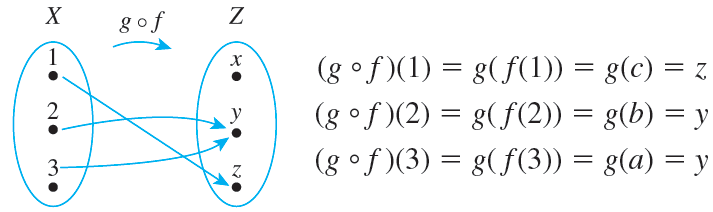 X g ∘ f Z
1 x
2 y
3 z
(g ∘ f)(1) = g(f(1)) = g(c) = z
(g ∘ f)(2) = g(f(2)) = g(b) = y
(g ∘ f)(3) = g(f(3)) = g(a) = y